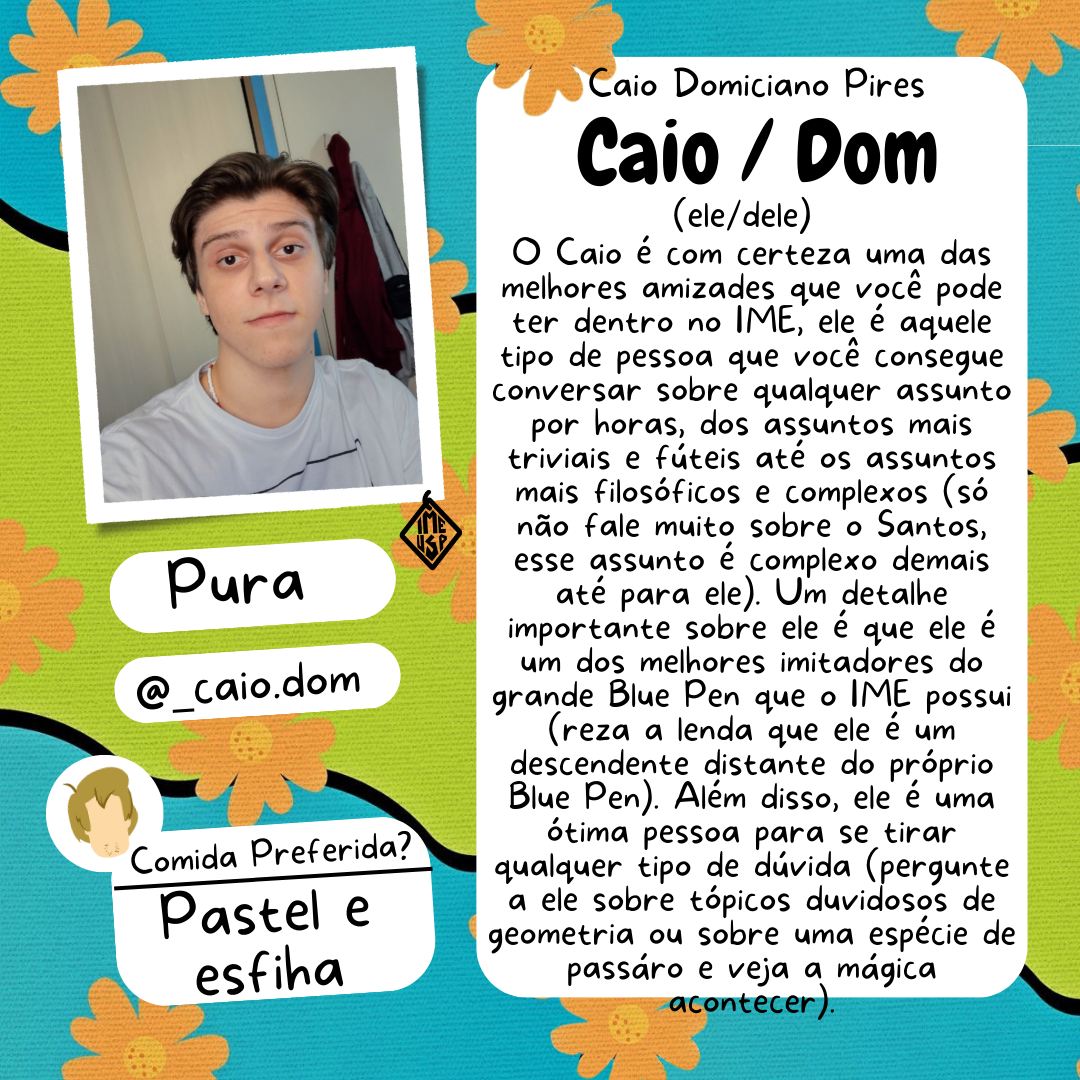 Caio Domiciano Pires
Caio / Dom
(ele/dele)
O Caio é com certeza uma das
melhores amizades que você pode
ter dentro no IME, ele é aquele
tipo de pessoa que você consegue
conversar sobre qualquer assunto
por horas, dos assuntos mais
triviais e fúteis até os assuntos
mais filosóficos e complexos (só
não fale muito sobre o Santos,
esse assunto é complexo demais
até para ele). Um detalhe
importante sobre ele é que ele é
um dos melhores imitadores do
grande Blue Pen que o IME possui
(reza a lenda que ele é um
descendente distante do próprio
Blue Pen). Além disso, ele é uma
ótima pessoa para se tirar
qualquer tipo de dúvida (pergunte
a ele sobre tópicos duvidosos de
geometria ou sobre uma espécie de
passáro e veja a mágica
acontecer).
IME
USP
Pura
@_caio.dom
Comida Preferida?
Pastel e
esfiha